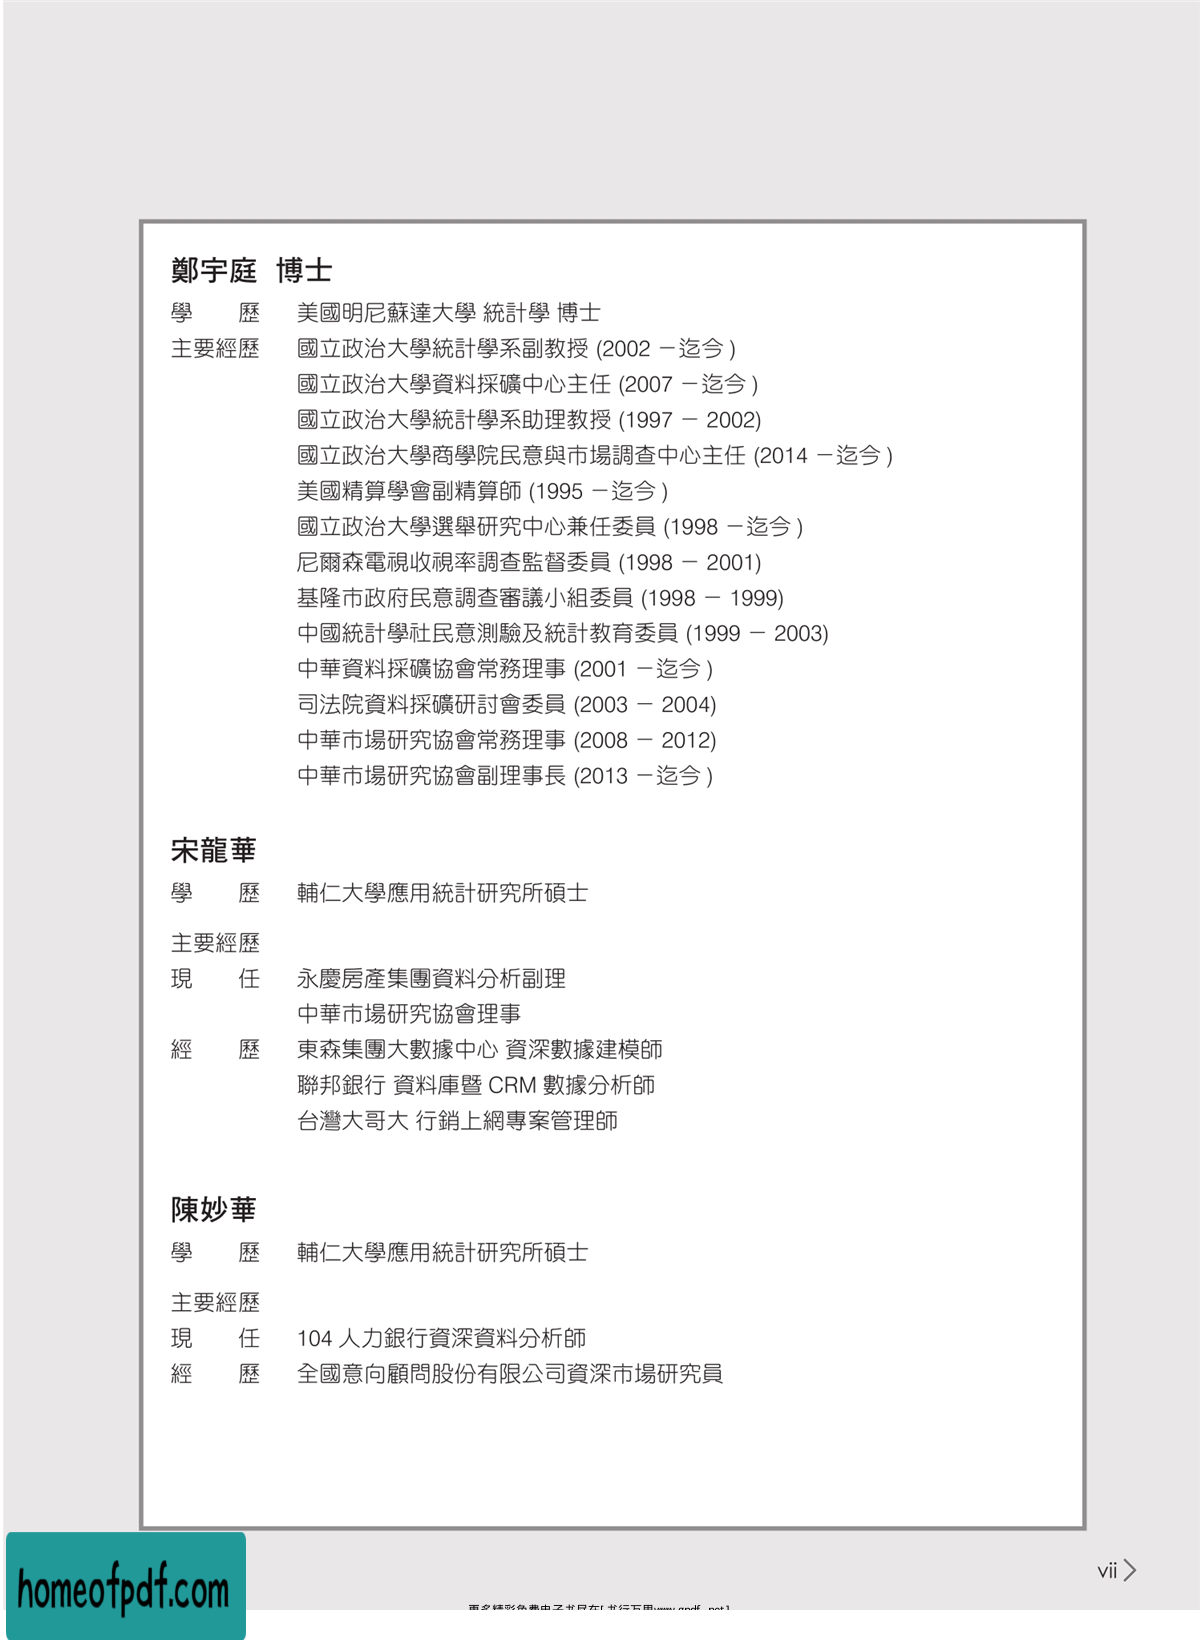 鄭宇庭 博士
學 歷 美國明尼蘇達大學 統計學 博士
主要經歷 國立政治大學統計學系副教授 (2002 －迄今 )
國立政治大學資料採礦中心主任 (2007 －迄今 )
國立政治大學統計學系助理教授 (1997 － 2002)
國立政治大學商學院民意與市場調查中心主任 (2014 －迄今 )
美國精算學會副精算師 (1995 －迄今 )
國立政治大學選舉研究中心兼任委員 (1998 －迄今 )
尼爾森電視收視率調查監督委員 (1998 － 2001)
基隆市政府民意調查審議小組委員 (1998 － 1999)
中國統計學社民意測驗及統計教育委員 (1999 － 2003)
中華資料採礦協會常務理事 (2001 －迄今 )
司法院資料採礦研討會委員 (2003 － 2004)
中華市場研究協會常務理事 (2008 － 2012)
中華市場研究協會副理事長 (2013 －迄今 )
宋龍華
學 歷 輔仁大學應用統計研究所碩士
主要經歷
現 任 永慶房產集團資料分析副理
中華市場研究協會理事
經 歷 東森集團大數據中心 資深數據建模師
聯邦銀行 資料庫暨 CRM 數據分析師
台灣大哥大 行銷上網專案管理師
陳妙華
學 歷 輔仁大學應用統計研究所碩士
主要經歷
現 任 104 人力銀行資深資料分析師
經 歷 全國意向顧問股份有限公司資深市場研究員
vii
homeofpdf.com